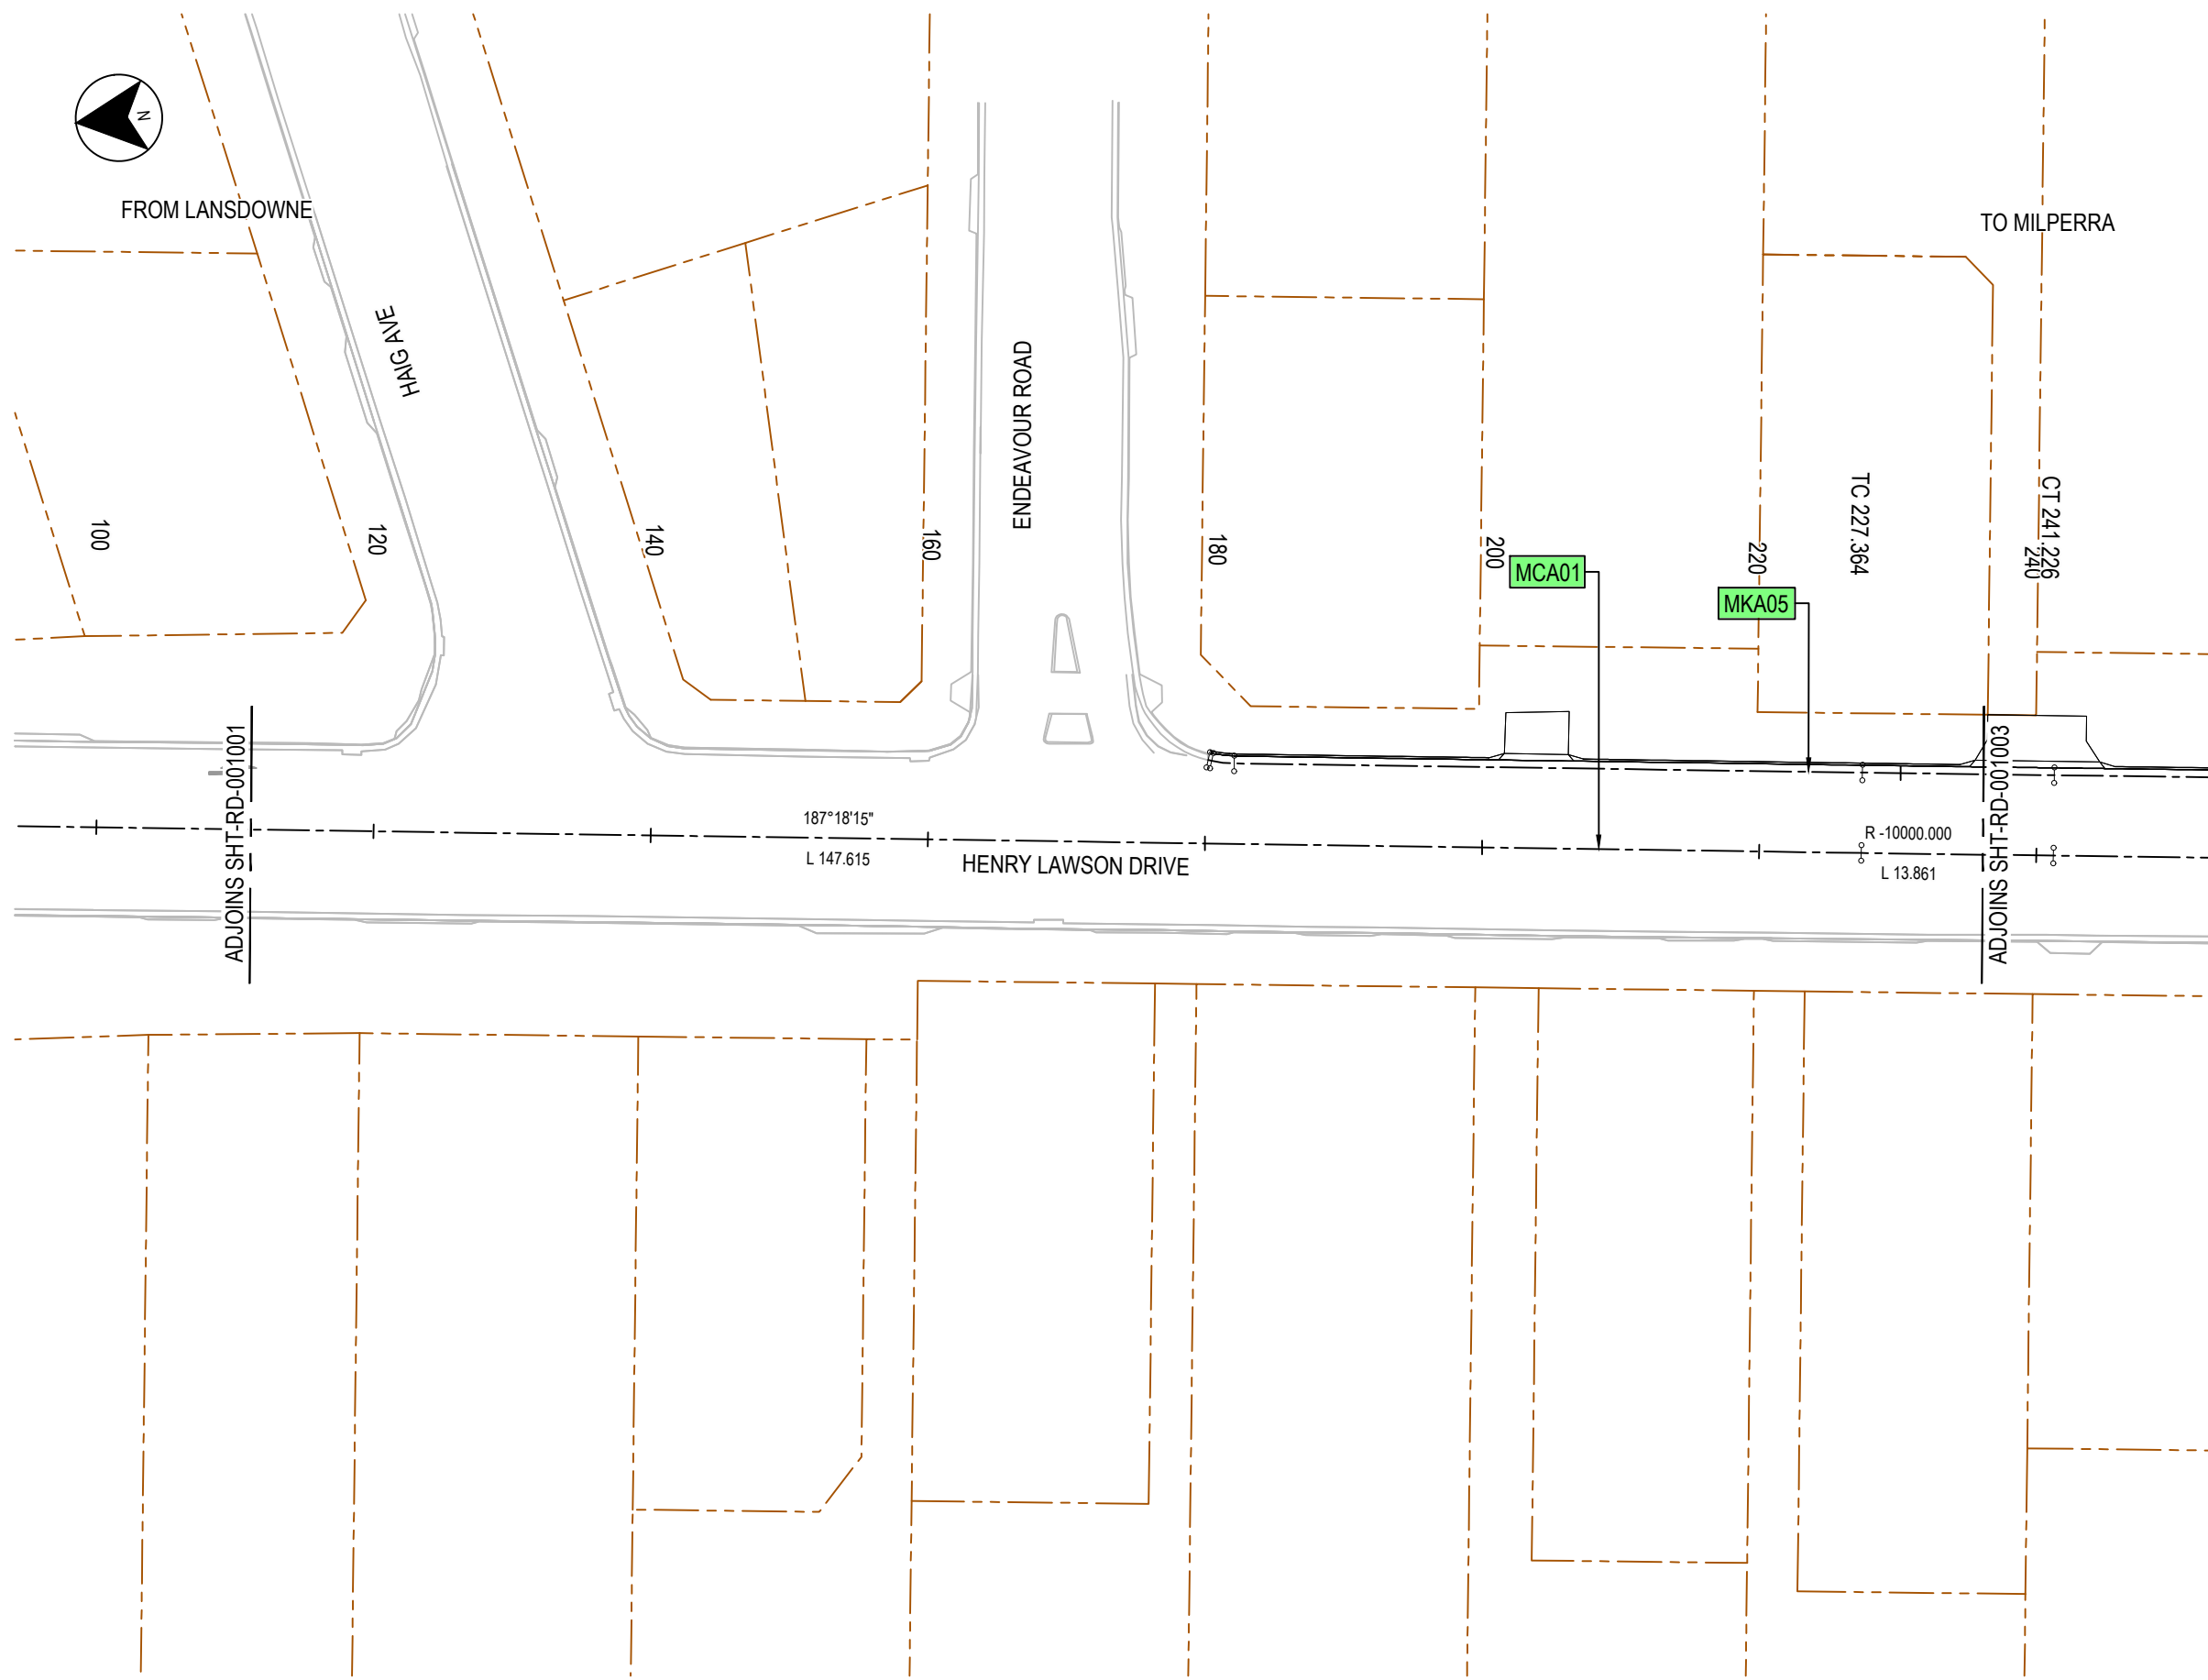 N
FROM LANSDOWNE
TO MILPERRA
HAIG AVE
ENDEAVOUR ROAD
100
120
140
160
180
200
220
TC 227.364
240
CT 241.226
MCA01
MKA05
ADJOINS SHT-RD-001001
187°18'15"
L 147.615
HENRY LAWSON DRIVE
R -10000.000
L 13.861
ADJOINS SHT-RD-001003